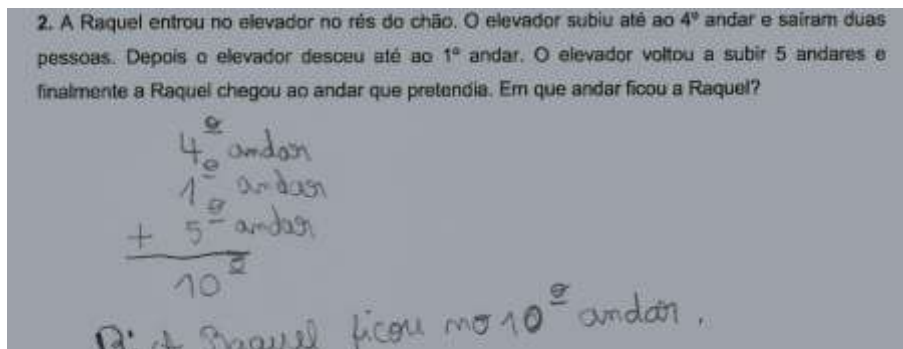 2. A Raquel entrou no elevador no rés do chão. O elevador subiu até ao 4º andar e saíram duas
pessoas. Depois o elevador desceu até ao 1º andar. O elevador voltou a subir 5 andares e
finalmente a Raquel chegou ao andar que pretendia. Em que andar ficou a Raquel?
4º andar
1º andar
+ 5º andar
10º
R: A Raquel ficou no 10º andar.